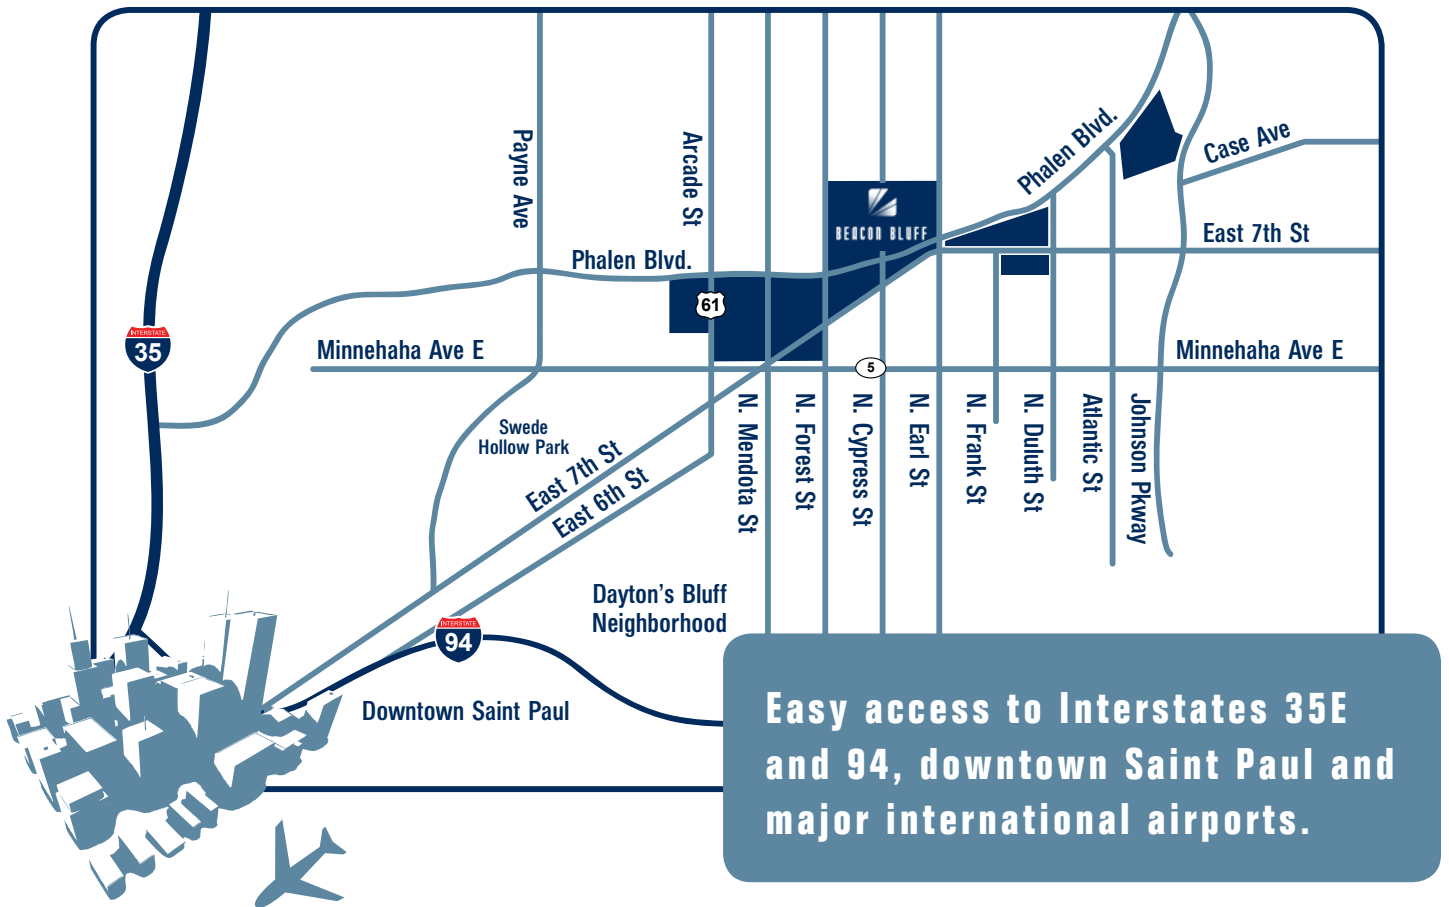 Payne Ave
Arcade St
Phalen Blvd.
Case Ave
BEACON BLUFF
East 7th St
Phalen Blvd.
61
INTERSTATE
35
Minnehaha Ave E
Minnehaha Ave E
5
Swede
Hollow Park
East 7th St
East 6th St
N. Mendota St
N. Forest St
N. Cypress St
N. Earl St
N. Frank St
N. Duluth St
Atlantic St
Johnson Pkway
Dayton’s Bluff
Neighborhood
INTERSTATE
94
Downtown Saint Paul
Easy access to Interstates 35E
and 94, downtown Saint Paul and
major international airports.